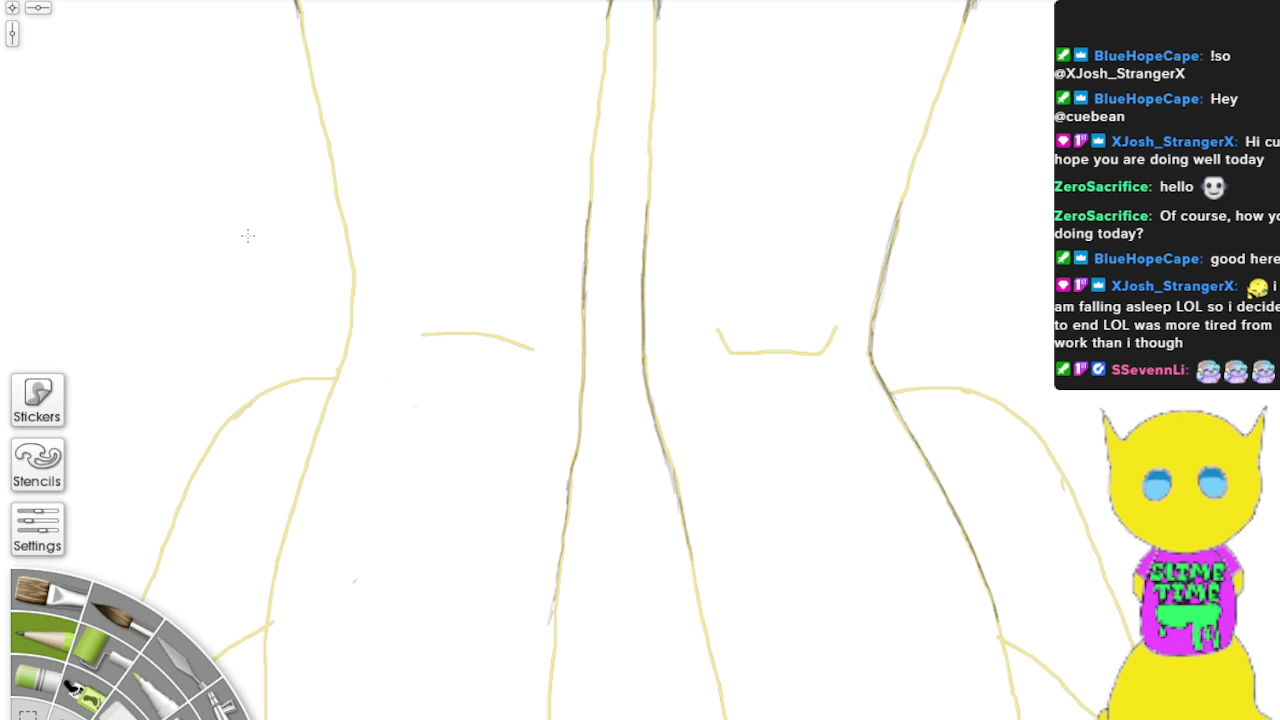 BlueHopeCape: !so
@XJosh_StrangerX
BlueHopeCape: Hey
@cuebean
XJosh_StrangerX: Hi cu
hope you are doing well today
ZeroSacrifice: hello
ZeroSacrifice: Of course, how yo
doing today?
BlueHopeCape: good here
XJosh_StrangerX: i
am falling asleep LOL so i decide
to end LOL was more tired from
work than i though
SSevennLi:
Stickers
Stencils
Settings
SLIME
TIME